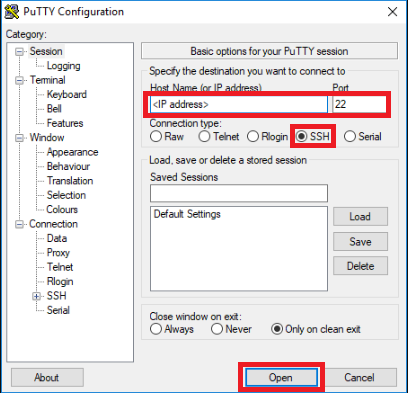 PuTTY Configuration
Category:
Session
Logging
Terminal
Keyboard
Bell
Features
Window
Appearance
Behaviour
Translation
Selection
Colours
Connection
Data
Proxy
Telnet
Rlogin
SSH
Serial
Basic options for your PuTTY session
Specify the destination you want to connect to
Host Name (or IP address) Port
<IP address> 22
Connection type:
Raw Telnet Rlogin SSH Serial
Load, save or delete a stored session
Saved Sessions
Default Settings
Load
Save
Delete
Close window on exit:
Always Never Only on clean exit
About Open Cancel